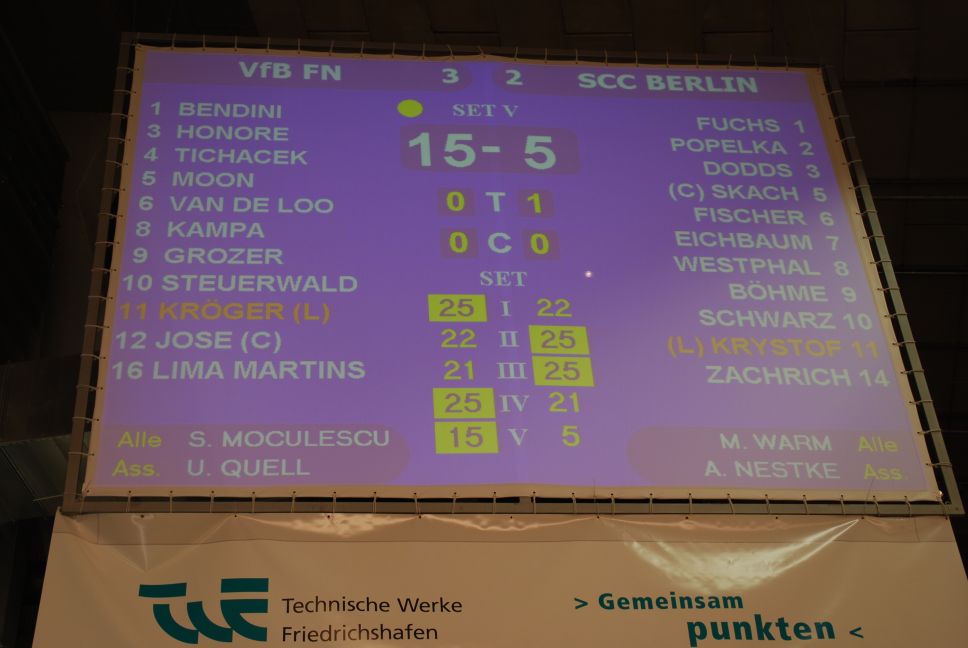 VfB FN 3 2 SCC BERLIN
1 BENDINI
3 HONORE
4 TICHACEK
5 MOON
6 VAN DE LOO
8 KAMPA
9 GROZER
10 STEUERWALD
11 KRÖGER (L)
12 JOSE (C)
16 LIMA MARTINS
Alle S. MOCULESCU
Ass. U. QUELL
SET V
15 - 5
0 T 1
0 C 0
SET
25 I 22
22 II 25
21 III 25
25 IV 21
15 V 5
FUCHS 1
POPELKA 2
DODDS 3
(C) SKACH 5
FISCHER 6
EICHBAUM 7
WESTPHAL 8
BÖHME 9
SCHWARZ 10
(L) KRYSTOF 11
ZACHRICH 14
M. WARM Alle
A. NESTKE Ass.
TWF
Technische Werke
Friedrichshafen
> Gemeinsam
punkten <